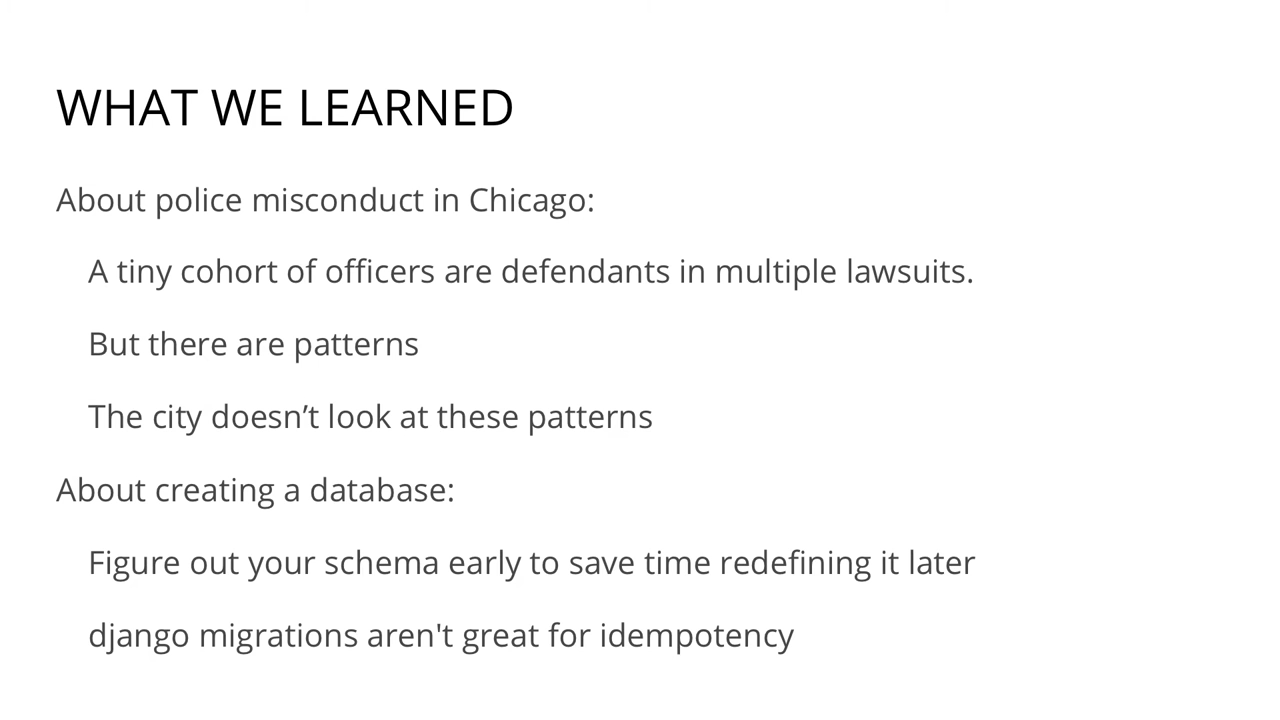 WHAT WE LEARNED
About police misconduct in Chicago:
A tiny cohort of officers are defendants in multiple lawsuits.
But there are patterns
The city doesn’t look at these patterns
About creating a database:
Figure out your schema early to save time redefining it later
django migrations aren't great for idempotency